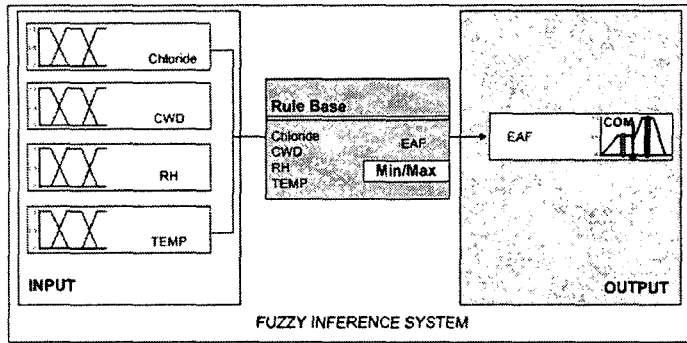 Chloride
CWD
RH
TEMP
INPUT
Rule Base
Chloride
CWD
RH
TEMP
EAF
Min/Max
EAF
COM
OUTPUT
FUZZY INFERENCE SYSTEM